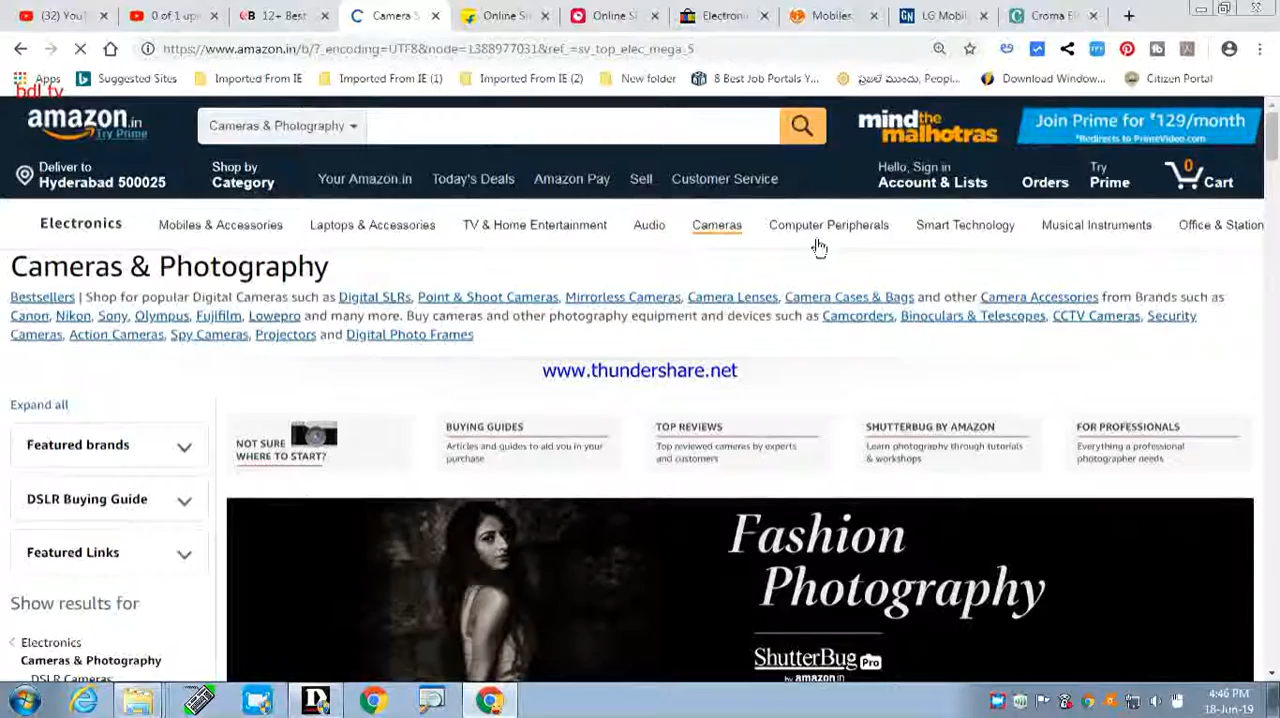 (32) You
0 of 1 up
12+ Best
Camera S
Online S
Online S
Electroni
Mobiles
LG Mobil
Croma E
https://www.amazon.in/b/?_encoding=UTF8&node=1388977031&ref_=sv_top_elec_mega_5
Apps Suggested Sites Imported From IE Imported From IE (1) Imported From IE (2) New folder 8 Best Job Portals Y... Download Window... Citizen Portal
bdl tv
amazon.in
Try Prime
Cameras & Photography
mind the malhotras
Join Prime for ₹129/month
*Redirects to PrimeVideo.com
Deliver to
Hyderabad 500025
Shop by
Category
Your Amazon.in Today's Deals Amazon Pay Sell Customer Service
Hello, Sign in
Account & Lists
Orders
Try
Prime
0
Cart
Electronics Mobiles & Accessories Laptops & Accessories TV & Home Entertainment Audio Cameras Computer Peripherals Smart Technology Musical Instruments Office & Station
Cameras & Photography
Bestsellers | Shop for popular Digital Cameras such as Digital SLRs, Point & Shoot Cameras, Mirrorless Cameras, Camera Lenses, Camera Cases & Bags and other Camera Accessories from Brands such as
Canon, Nikon, Sony, Olympus, Fujifilm, Lowepro and many more. Buy cameras and other photography equipment and devices such as Camcorders, Binoculars & Telescopes, CCTV Cameras, Security
Cameras, Action Cameras, Spy Cameras, Projectors and Digital Photo Frames
www.thundershare.net
Expand all
Featured brands
DSLR Buying Guide
Featured Links
Show results for
Electronics
Cameras & Photography
DSLR Cameras
NOT SURE
WHERE TO START?
BUYING GUIDES
Articles and guides to aid you in your
purchase
TOP REVIEWS
Top reviewed cameras by experts
and customers
SHUTTERBUG BY AMAZON
Learn photography through tutorials
& workshops
FOR PROFESSIONALS
Everything a professional
photographer needs
Fashion
Photography
ShutterBug Pro
by amazon.in
4:46 PM
18-Jun-19